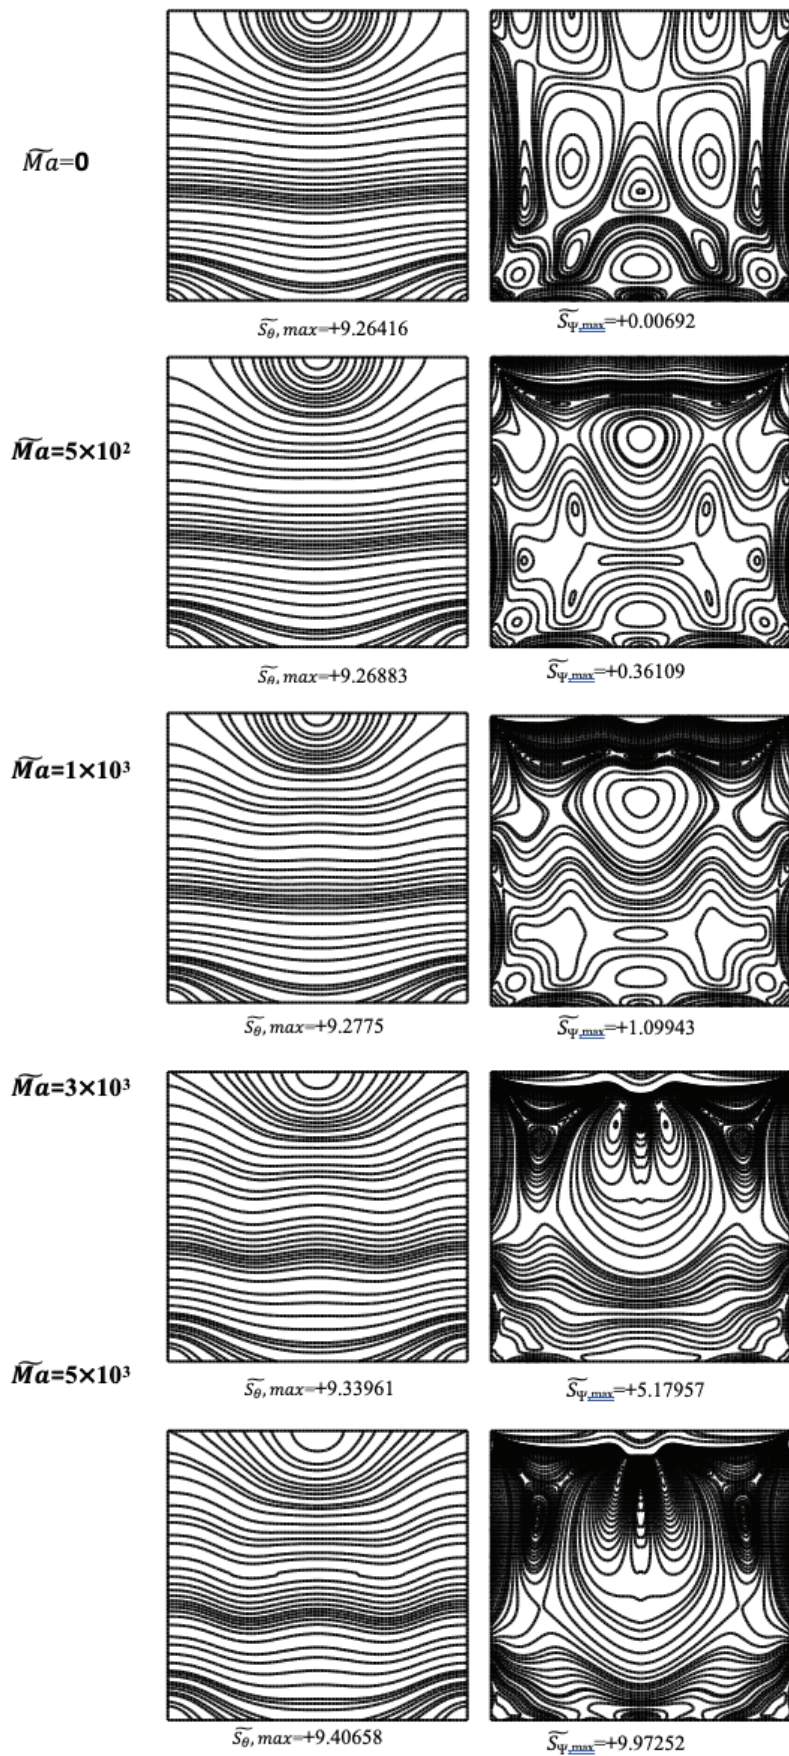 M̃a=0
S̃θ, max=+9.26416
S̃Ψ,max=+0.00692
M̃a=5×10²
S̃θ, max=+9.26883
S̃Ψ,max=+0.36109
M̃a=1×10³
S̃θ, max=+9.2775
S̃Ψ,max=+1.09943
M̃a=3×10³
S̃θ, max=+9.33961
S̃Ψ,max=+5.17957
M̃a=5×10³
S̃θ, max=+9.40658
S̃Ψ,max=+9.97252